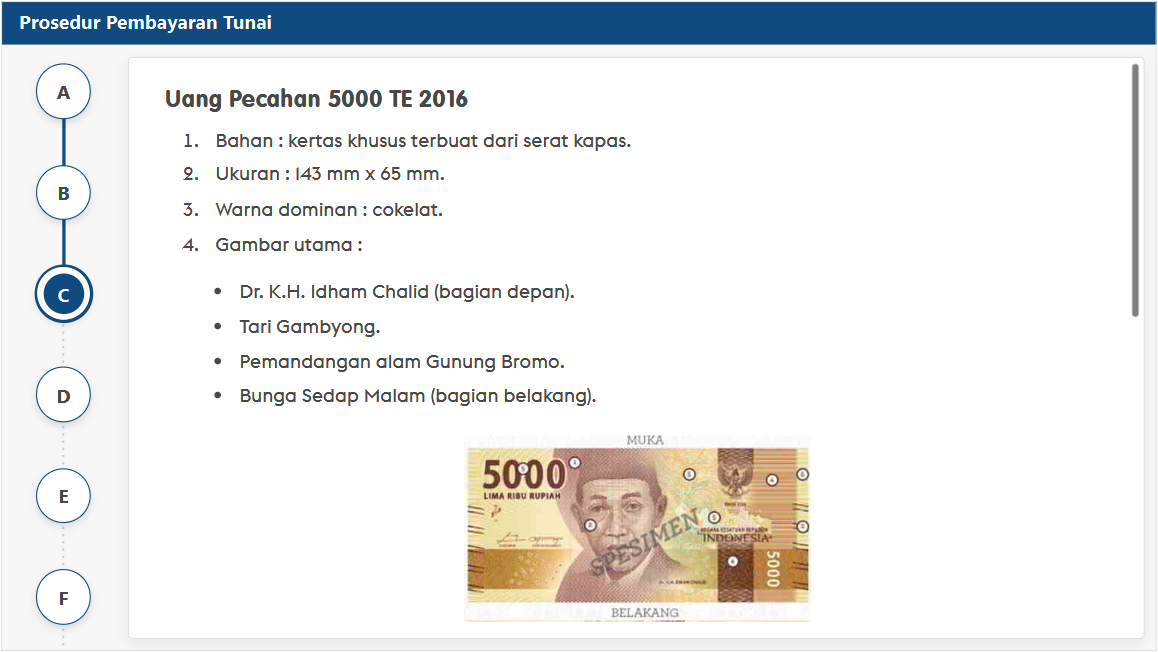 Prosedur Pembayaran Tunai
A
B
C
D
E
F
Uang Pecahan 5000 TE 2016
1. Bahan : kertas khusus terbuat dari serat kapas.
2. Ukuran : 143 mm x 65 mm.
3. Warna dominan : cokelat.
4. Gambar utama :
• Dr. K.H. Idham Chalid (bagian depan).
• Tari Gambyong.
• Pemandangan alam Gunung Bromo.
• Bunga Sedap Malam (bagian belakang).
MUKA
5000
LIMA RIBU RUPIAH
SPESIMEN
NEGARA KESATUAN REPUBLIK
INDONESIA
5000
BELAKANG